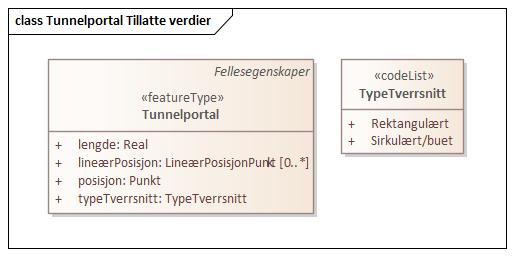 class Tunnelportal Tillatte verdier
Fellesegenskaper
«featureType»
Tunnelportal
+ lengde: Real
+ lineærPosisjon: LineærPosisjonPunkt [0..*]
+ posisjon: Punkt
+ typeTverrsnitt: TypeTverrsnitt
«codeList»
TypeTverrsnitt
+ Rektangulært
+ Sirkulært/buet